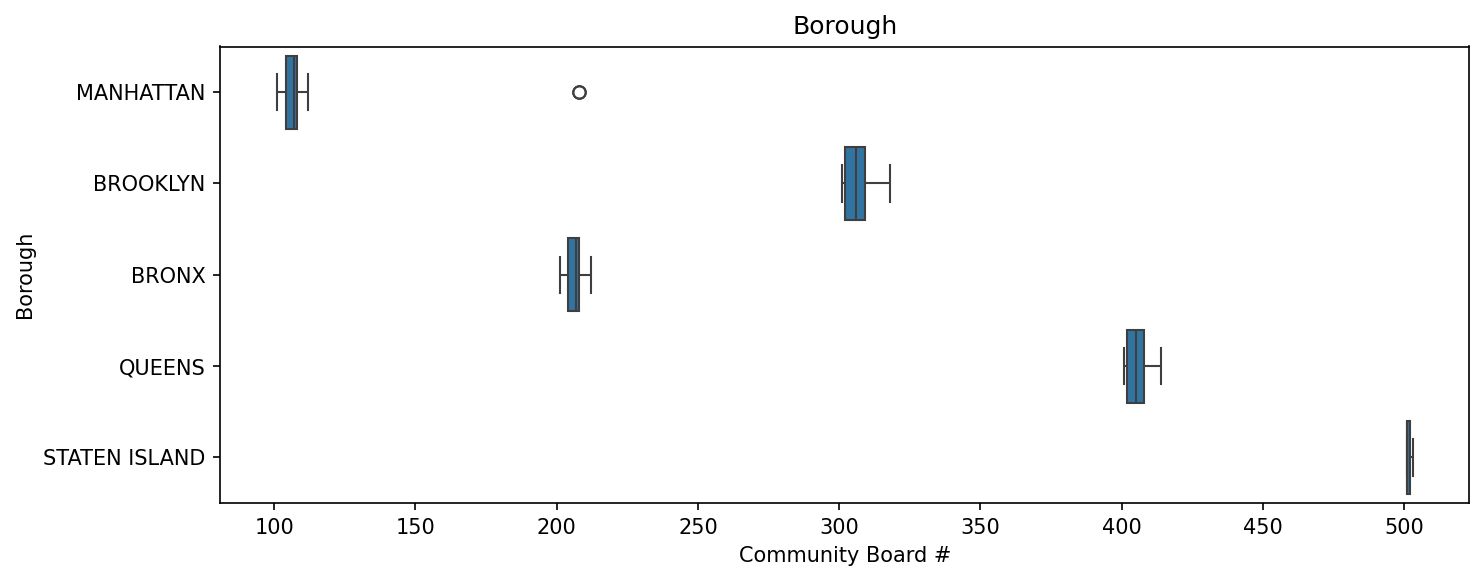 Borough
MANHATTAN
BROOKLYN
BRONX
QUEENS
STATEN ISLAND
Borough
100 150 200 250 300 350 400 450 500
Community Board #